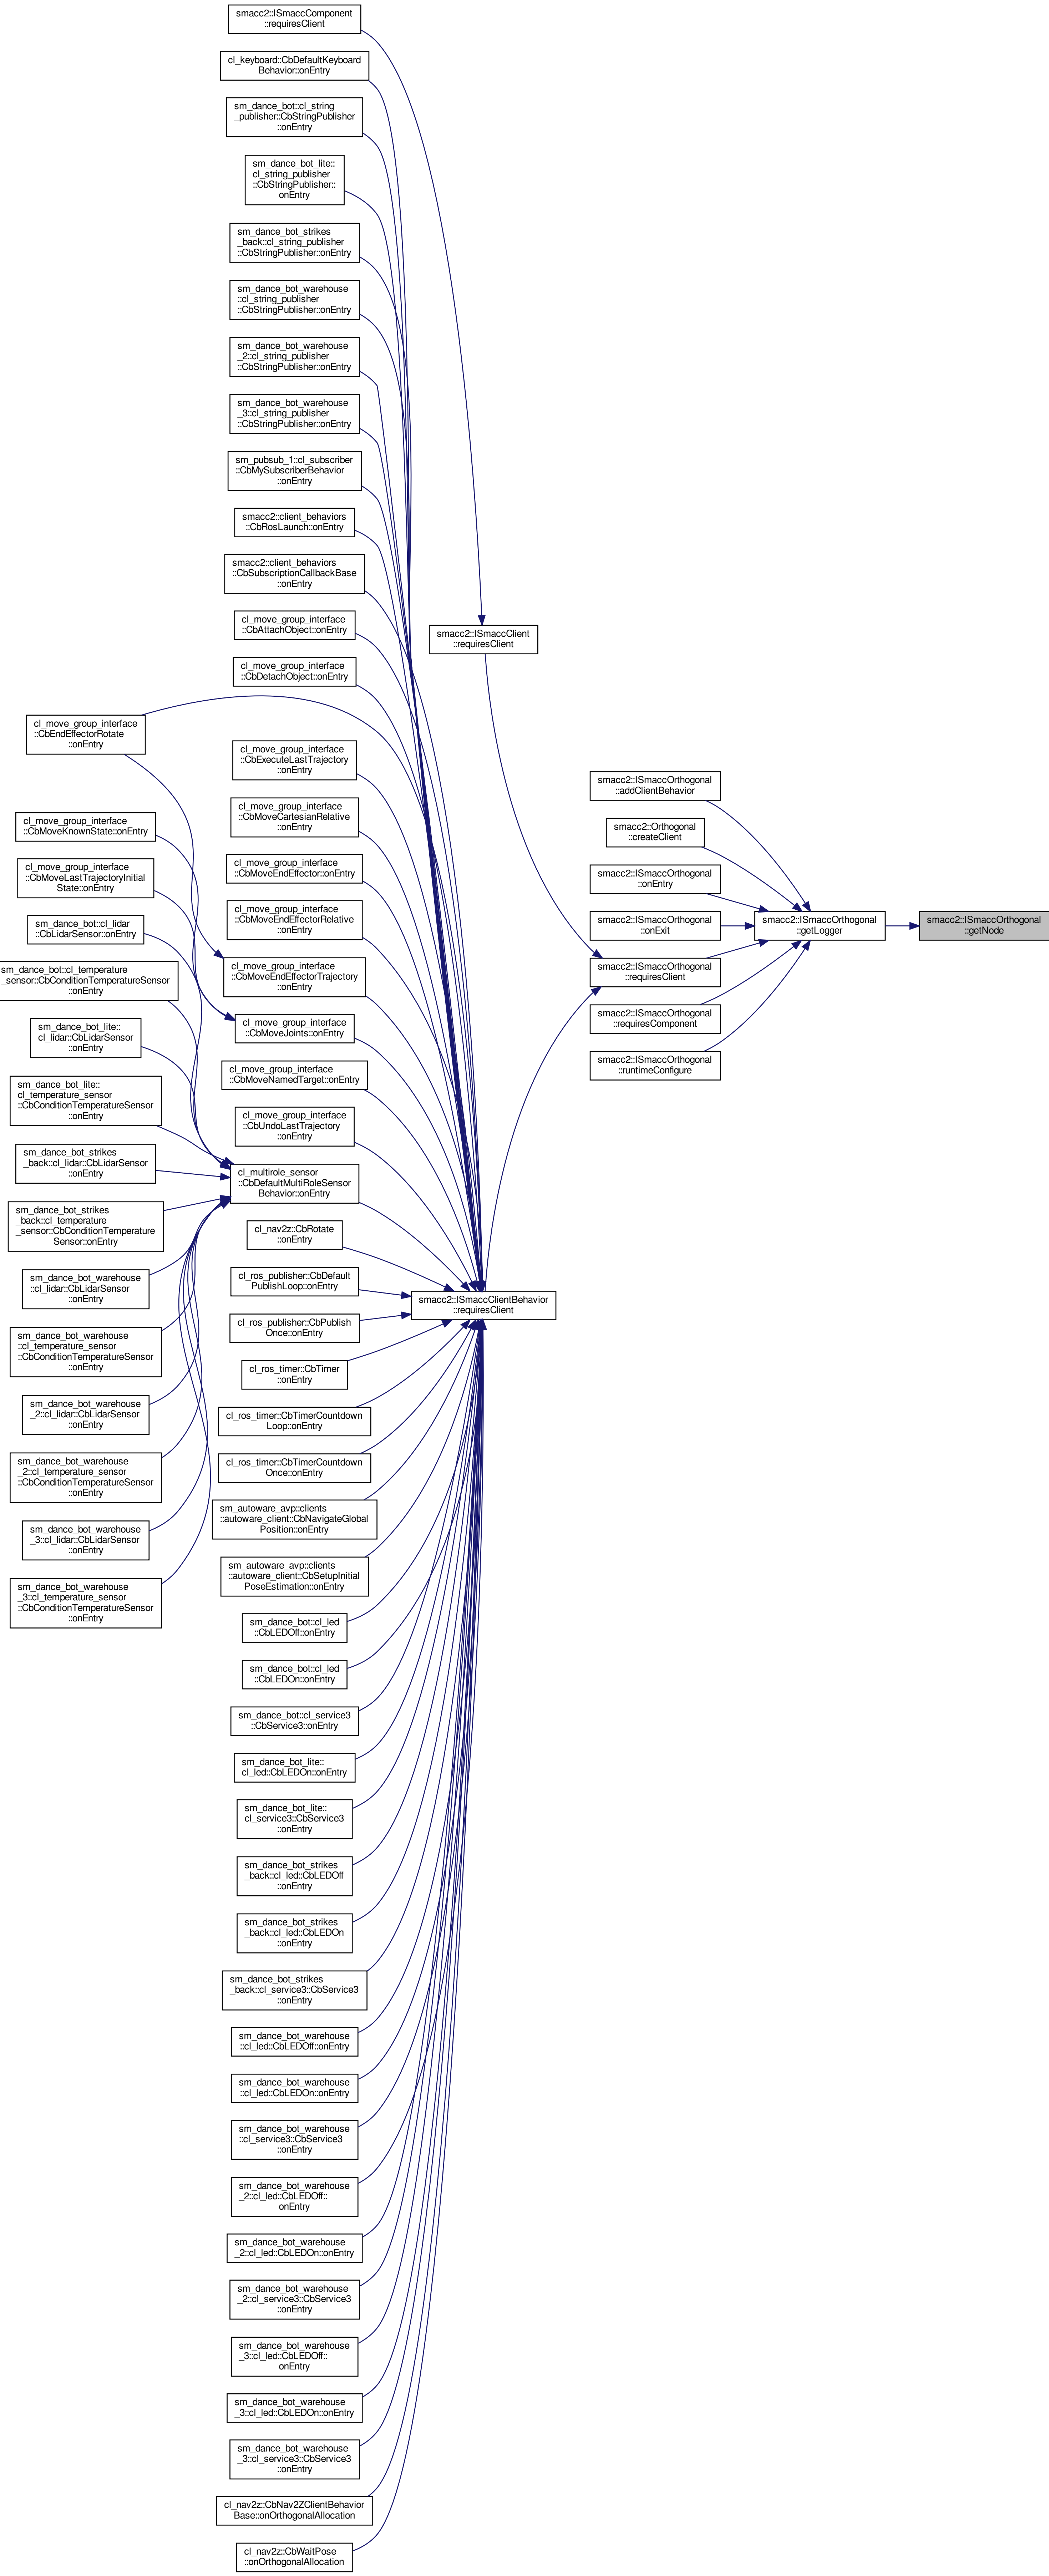 smacc2::ISmaccComponent
::requiresClient
cl_keyboard::CbDefaultKeyboard
Behavior::onEntry
sm_dance_bot::cl_string
_publisher::CbStringPublisher
::onEntry
sm_dance_bot_lite::
cl_string_publisher
::CbStringPublisher::
onEntry
sm_dance_bot_strikes
_back::cl_string_publisher
::CbStringPublisher::onEntry
sm_dance_bot_warehouse
::cl_string_publisher
::CbStringPublisher::onEntry
sm_dance_bot_warehouse
_2::cl_string_publisher
::CbStringPublisher::onEntry
sm_dance_bot_warehouse
_3::cl_string_publisher
::CbStringPublisher::onEntry
sm_pubsub_1::cl_subscriber
::CbMySubscriberBehavior
::onEntry
smacc2::client_behaviors
::CbRosLaunch::onEntry
smacc2::client_behaviors
::CbSubscriptionCallbackBase
::onEntry
cl_move_group_interface
::CbAttachObject::onEntry
cl_move_group_interface
::CbDetachObject::onEntry
cl_move_group_interface
::CbExecuteLastTrajectory
::onEntry
cl_move_group_interface
::CbMoveCartesianRelative
::onEntry
cl_move_group_interface
::CbMoveEndEffector::onEntry
cl_move_group_interface
::CbMoveEndEffectorRelative
::onEntry
cl_move_group_interface
::CbMoveEndEffectorTrajectory
::onEntry
cl_move_group_interface
::CbMoveJoints::onEntry
cl_move_group_interface
::CbMoveNamedTarget::onEntry
cl_move_group_interface
::CbUndoLastTrajectory
::onEntry
cl_multirole_sensor
::CbDefaultMultiRoleSensor
Behavior::onEntry
cl_nav2z::CbRotate
::onEntry
cl_ros_publisher::CbDefault
PublishLoop::onEntry
cl_ros_publisher::CbPublish
Once::onEntry
cl_ros_timer::CbTimer
::onEntry
cl_ros_timer::CbTimerCountdown
Loop::onEntry
cl_ros_timer::CbTimerCountdown
Once::onEntry
sm_autoware_avp::clients
::autoware_client::CbNavigateGlobal
Position::onEntry
sm_autoware_avp::clients
::autoware_client::CbSetupInitial
PoseEstimation::onEntry
sm_dance_bot::cl_led
::CbLEDOff::onEntry
sm_dance_bot::cl_led
::CbLEDOn::onEntry
sm_dance_bot::cl_service3
::CbService3::onEntry
sm_dance_bot_lite::
cl_led::CbLEDOn::onEntry
sm_dance_bot_lite::
cl_service3::CbService3
::onEntry
sm_dance_bot_strikes
_back::cl_led::CbLEDOff
::onEntry
sm_dance_bot_strikes
_back::cl_led::CbLEDOn
::onEntry
sm_dance_bot_strikes
_back::cl_service3::CbService3
::onEntry
sm_dance_bot_warehouse
::cl_led::CbLEDOff::onEntry
sm_dance_bot_warehouse
::cl_led::CbLEDOn::onEntry
sm_dance_bot_warehouse
::cl_service3::CbService3
::onEntry
sm_dance_bot_warehouse
_2::cl_led::CbLEDOff::
onEntry
sm_dance_bot_warehouse
_2::cl_led::CbLEDOn::onEntry
sm_dance_bot_warehouse
_2::cl_service3::CbService3
::onEntry
sm_dance_bot_warehouse
_3::cl_led::CbLEDOff::
onEntry
sm_dance_bot_warehouse
_3::cl_led::CbLEDOn::onEntry
sm_dance_bot_warehouse
_3::cl_service3::CbService3
::onEntry
cl_nav2z::CbNav2ZClientBehavior
Base::onOrthogonalAllocation
cl_nav2z::CbWaitPose
::onOrthogonalAllocation
cl_move_group_interface
::CbEndEffectorRotate
::onEntry
cl_move_group_interface
::CbMoveKnownState::onEntry
cl_move_group_interface
::CbMoveLastTrajectoryInitial
State::onEntry
sm_dance_bot::cl_lidar
::CbLidarSensor::onEntry
sm_dance_bot::cl_temperature
_sensor::CbConditionTemperatureSensor
::onEntry
sm_dance_bot_lite::
cl_lidar::CbLidarSensor
::onEntry
sm_dance_bot_lite::
cl_temperature_sensor
::CbConditionTemperatureSensor
::onEntry
sm_dance_bot_strikes
_back::cl_lidar::CbLidarSensor
::onEntry
sm_dance_bot_strikes
_back::cl_temperature
_sensor::CbConditionTemperature
Sensor::onEntry
sm_dance_bot_warehouse
::cl_lidar::CbLidarSensor
::onEntry
sm_dance_bot_warehouse
::cl_temperature_sensor
::CbConditionTemperatureSensor
::onEntry
sm_dance_bot_warehouse
_2::cl_lidar::CbLidarSensor
::onEntry
sm_dance_bot_warehouse
_2::cl_temperature_sensor
::CbConditionTemperatureSensor
::onEntry
sm_dance_bot_warehouse
_3::cl_lidar::CbLidarSensor
::onEntry
sm_dance_bot_warehouse
_3::cl_temperature_sensor
::CbConditionTemperatureSensor
::onEntry
smacc2::ISmaccClient
::requiresClient
smacc2::ISmaccClientBehavior
::requiresClient
smacc2::ISmaccOrthogonal
::addClientBehavior
smacc2::Orthogonal
::createClient
smacc2::ISmaccOrthogonal
::onEntry
smacc2::ISmaccOrthogonal
::onExit
smacc2::ISmaccOrthogonal
::requiresClient
smacc2::ISmaccOrthogonal
::requiresComponent
smacc2::ISmaccOrthogonal
::runtimeConfigure
smacc2::ISmaccOrthogonal
::getLogger
smacc2::ISmaccOrthogonal
::getNode